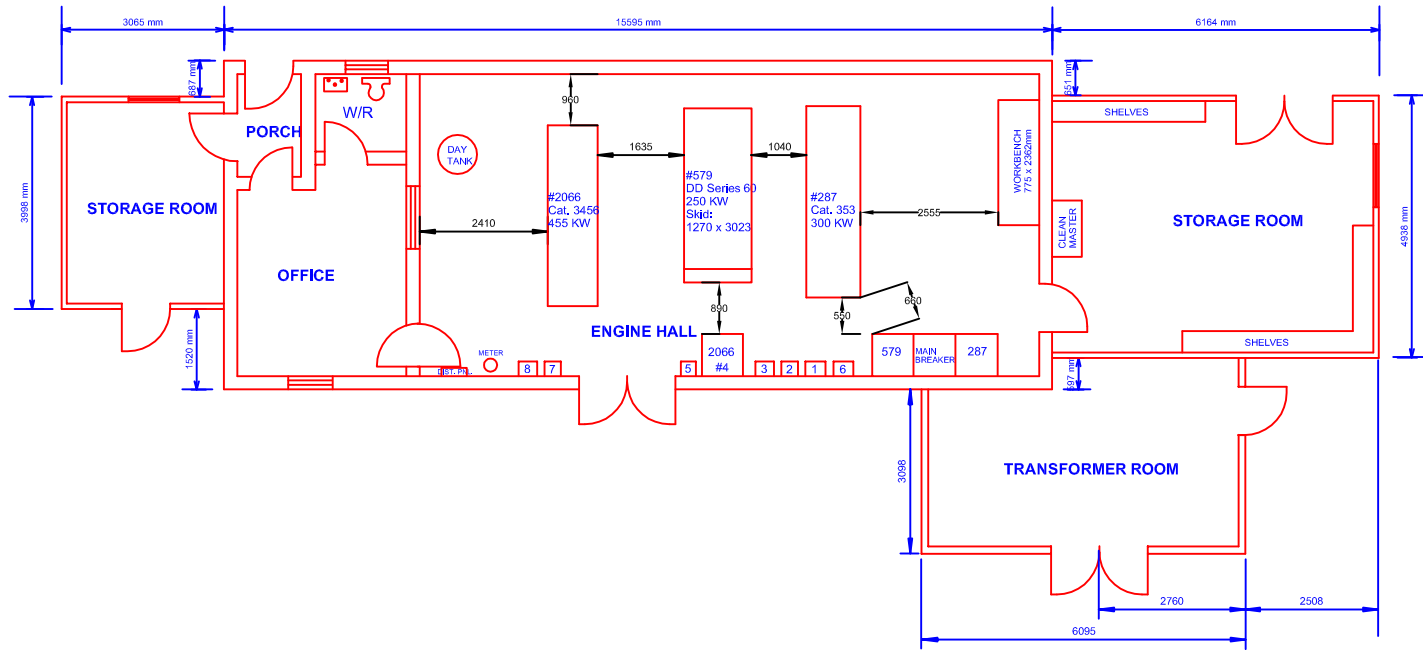 3065 mm
15595 mm
6164 mm
687 mm
651 mm
3998 mm
4938 mm
1520 mm
597 mm
W/R
PORCH
STORAGE ROOM
OFFICE
DAY
TANK
960
1635
1040
2410
2555
#2066
Cat. 3456
455 KW
#579
DD Series 60
250 KW
Skid:
1270 x 3023
#287
Cat. 353
300 KW
WORKBENCH
775 x 2362mm
SHELVES
CLEAN
MASTER
STORAGE ROOM
SHELVES
890
550
660
ENGINE HALL
METER
DIST. PNL.
8
7
5
2066
#4
3
2
1
6
579
MAIN
BREAKER
287
3098
TRANSFORMER ROOM
2760
2508
6095